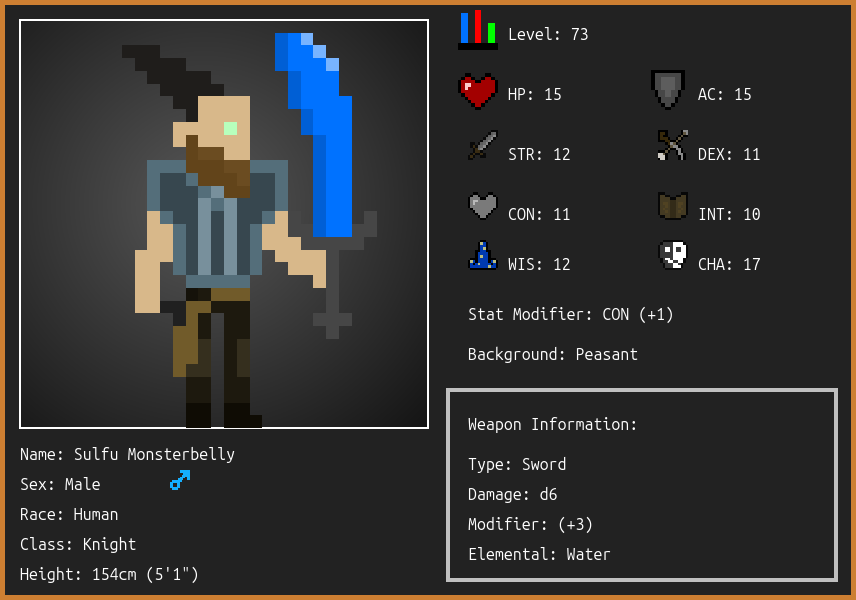 Level: 73
HP: 15
AC: 15
STR: 12
DEX: 11
CON: 11
INT: 10
WIS: 12
CHA: 17
Stat Modifier: CON (+1)
Background: Peasant
Weapon Information:
Type: Sword
Damage: d6
Modifier: (+3)
Elemental: Water
Name: Sulfu Monsterbelly
Sex: Male
Race: Human
Class: Knight
Height: 154cm (5'1")